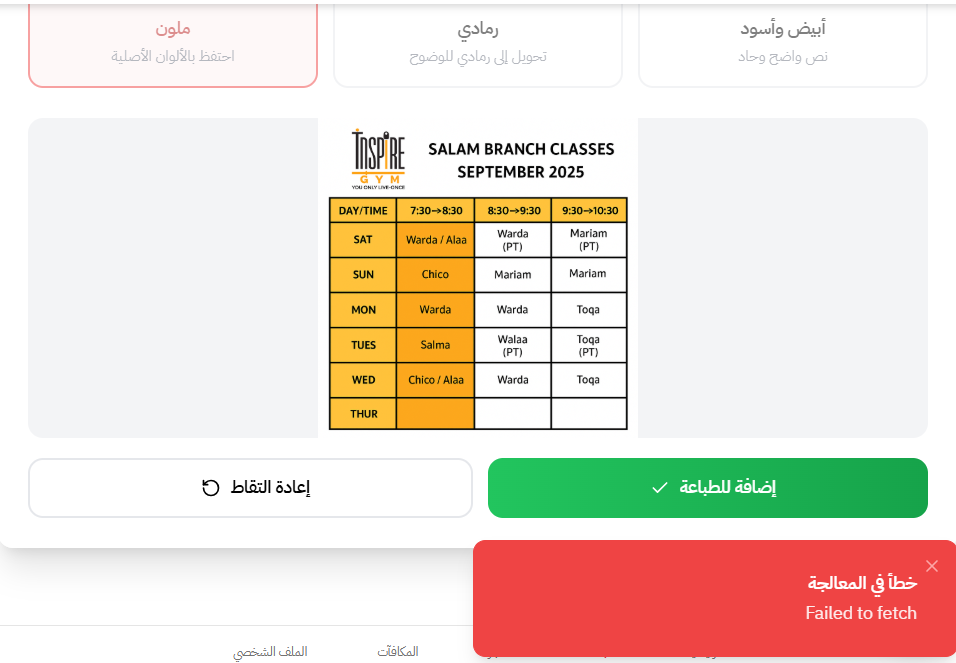 أبيض وأسود
نص واضح وحاد
رمادي
تحويل إلى رمادي للوضوح
ملون
احتفظ بالألوان الأصلية
INSPIRE
GYM
YOU ONLY LIVE-ONCE
SALAM BRANCH CLASSES
SEPTEMBER 2025
DAY/TIME 7:30→8:30 8:30→9:30 9:30→10:30
SAT Warda / Alaa Warda (PT) Mariam (PT)
SUN Chico Mariam Mariam
MON Warda Warda Toqa
TUES Salma Walaa (PT) Toqa (PT)
WED Chico / Alaa Warda Toqa
THUR
إضافة للطباعة
إعادة التقاط
خطأ في المعالجة
Failed to fetch
المكافآت
الملف الشخصي